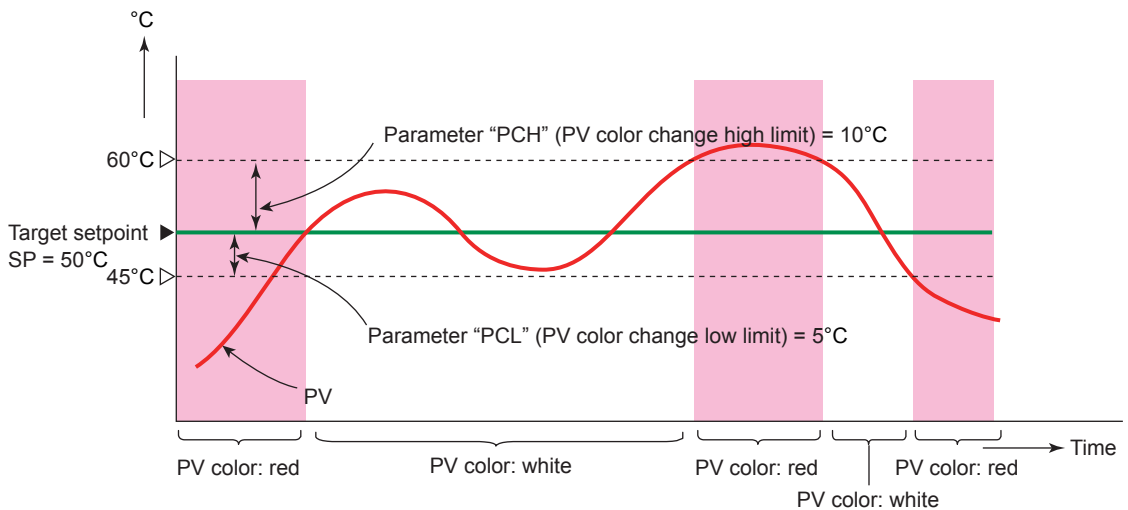 °C
Parameter “PCH” (PV color change high limit) = 10°C
60°C
Target setpoint
SP = 50°C
45°C
Parameter “PCL” (PV color change low limit) = 5°C
PV
Time
PV color: red
PV color: white
PV color: red
PV color: red
PV color: white